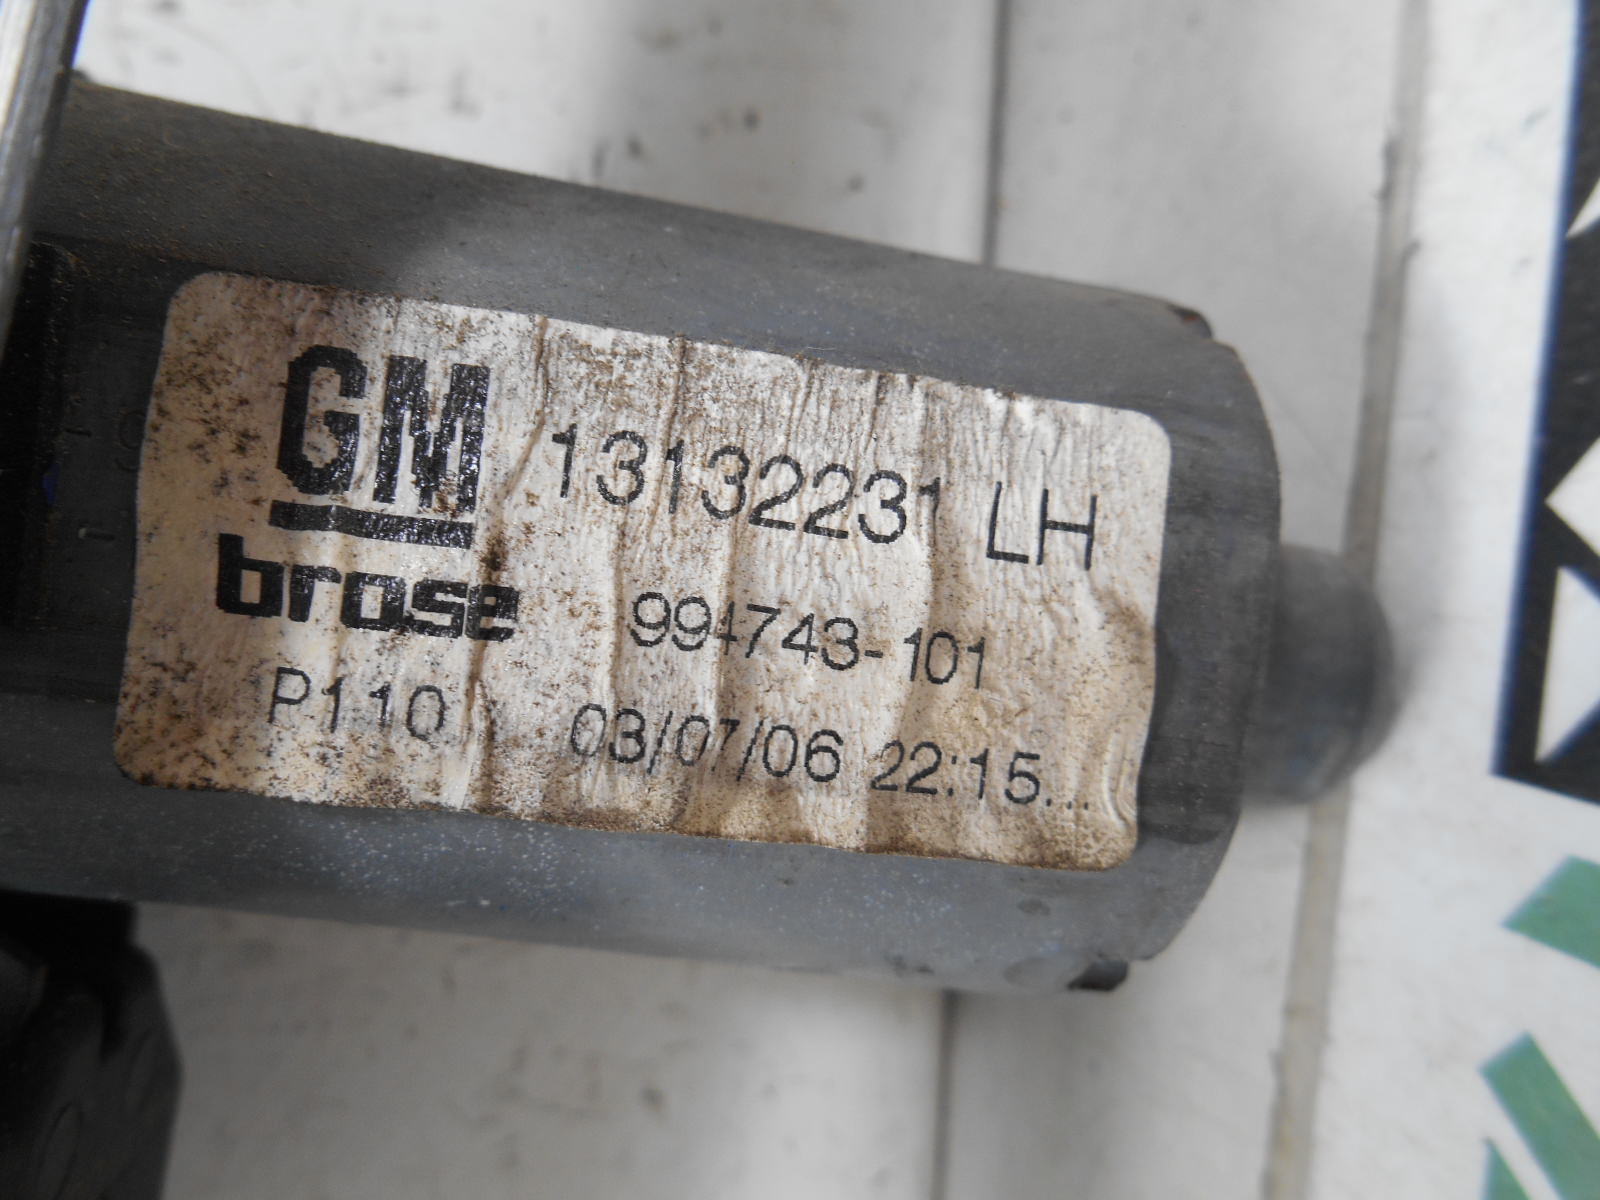 GM 13132231 LH
brose 994743-101
P110 03/07/06 22:15...